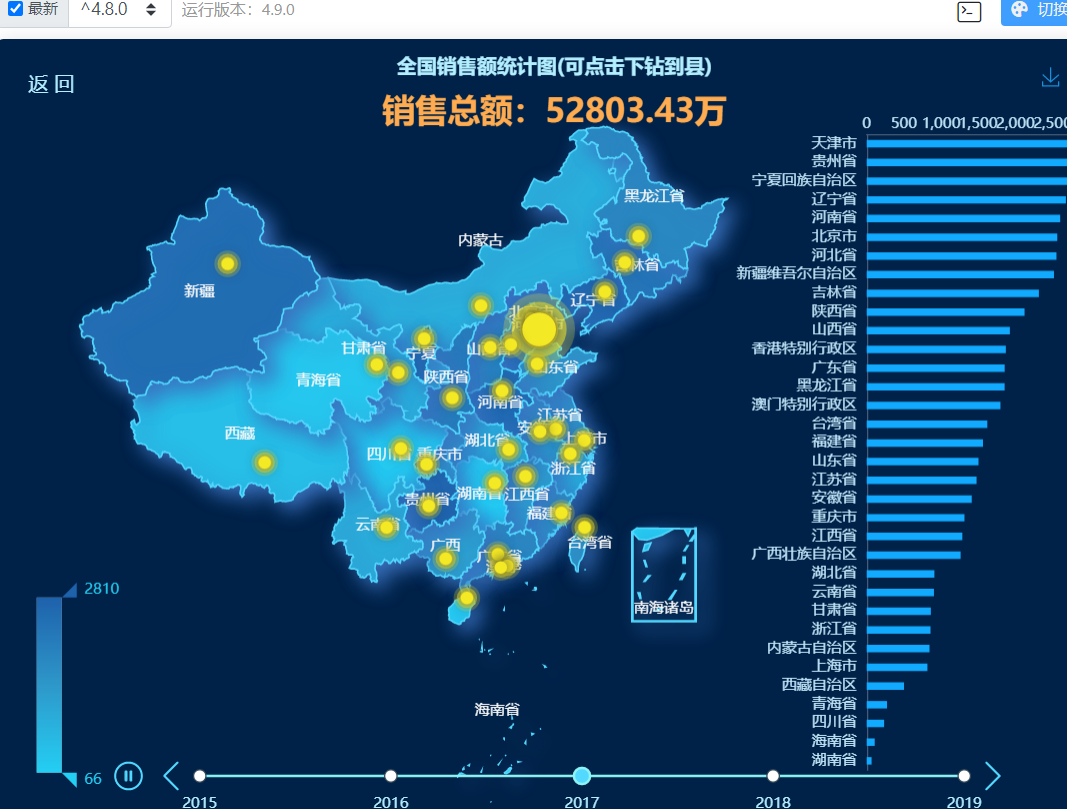 最新
^4.8.0
运行版本：4.9.0
切换
返 回
全国销售额统计图(可点击下钻到县)
销售总额：52803.43万
0 500 1,000 1,500 2,000 2,500
天津市
贵州省
宁夏回族自治区
辽宁省
河南省
北京市
河北省
新疆维吾尔自治区
吉林省
陕西省
山西省
香港特别行政区
广东省
黑龙江省
澳门特别行政区
台湾省
福建省
山东省
江苏省
安徽省
重庆市
江西省
广西壮族自治区
湖北省
云南省
甘肃省
浙江省
内蒙古自治区
上海市
西藏自治区
青海省
四川省
海南省
湖南省
黑龙江省
内蒙古
吉林省
新疆
辽宁省
甘肃省
宁夏
青海省
陕西省
河南省
江苏省
西藏
湖北省
上海市
四川省
重庆市
浙江省
湖南省
江西省
贵州省
福建省
云南省
广西
台湾省
南海诸岛
海南省
2810
66
2015
2016
2017
2018
2019